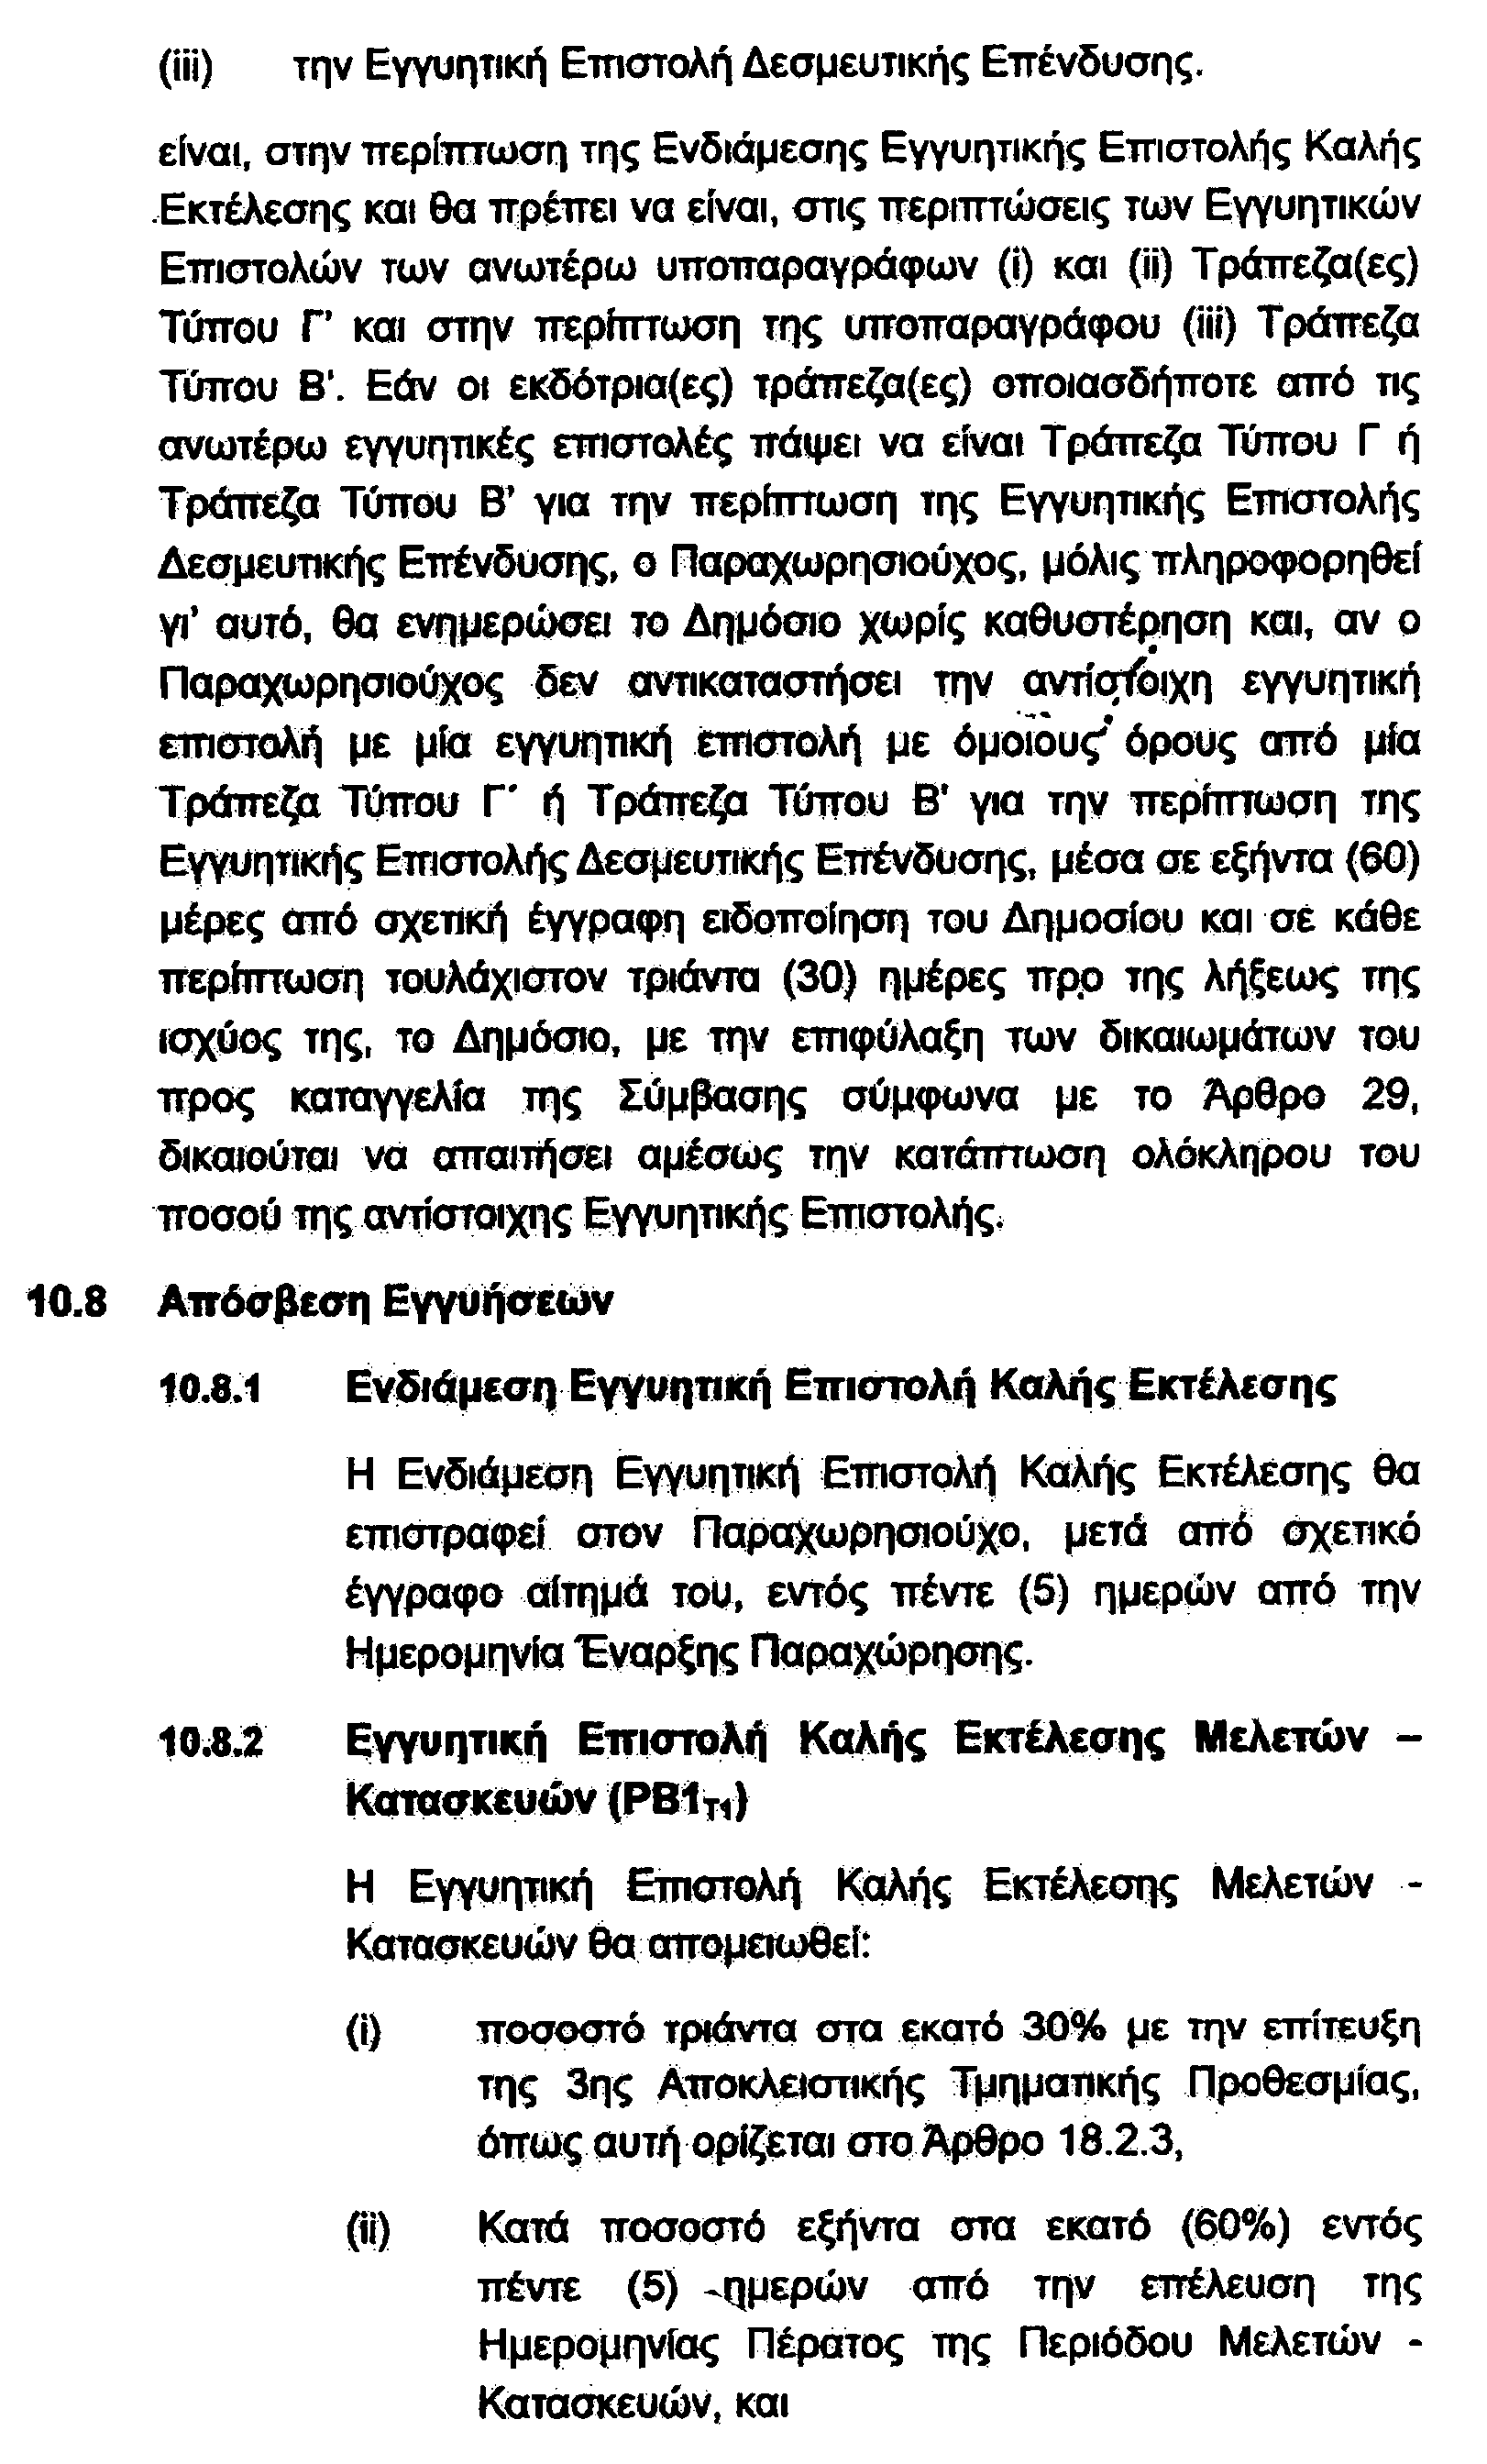 (iii) την Εγγυητική Επιστολή Δεσμευτικής Επένδυσης.
είναι, στην περίπτωση της Ενδιάμεσης Εγγυητικής Επιστολής Καλής
Εκτέλεσης και θα πρέπει να είναι, στις περιπτώσεις των Εγγυητικών
Επιστολών των ανωτέρω υποπαραγράφων (i) και (ii) Τράπεζα(ες)
Τύπου Γ' και στην περίπτωση της υποπαραγράφου (iii) Τράπεζα
Τύπου Β'. Εάν οι εκδότρια(ες) τράπεζα(ες) οποιασδήποτε από τις
ανωτέρω εγγυητικές επιστολές πάψει να είναι Τράπεζα Τύπου Γ ή
Τράπεζα Τύπου Β' για την περίπτωση της Εγγυητικής Επιστολής
Δεσμευτικής Επένδυσης, ο Παραχωρησιούχος, μόλις πληροφορηθεί
γι' αυτό, θα ενημερώσει το Δημόσιο χωρίς καθυστέρηση και, αν ο
Παραχωρησιούχος δεν αντικαταστήσει την αντίστοιχη εγγυητική
επιστολή με μία εγγυητική επιστολή με όμοιους όρους από μία
Τράπεζα Τύπου Γ' ή Τράπεζα Τύπου Β' για την περίπτωση της
Εγγυητικής Επιστολής Δεσμευτικής Επένδυσης, μέσα σε εξήντα (60)
μέρες από σχετική έγγραφη ειδοποίηση του Δημοσίου και σε κάθε
περίπτωση τουλάχιστον τριάντα (30) ημέρες προ της λήξεως της
ισχύος της, το Δημόσιο, με την επιφύλαξη των δικαιωμάτων του
προς καταγγελία της Σύμβασης σύμφωνα με το Άρθρο 29,
δικαιούται να απαιτήσει αμέσως την κατάπτωση ολόκληρου του
ποσού της αντίστοιχης Εγγυητικής Επιστολής.
10.8 Απόσβεση Εγγυήσεων
10.8.1 Ενδιάμεση Εγγυητική Επιστολή Καλής Εκτέλεσης
Η Ενδιάμεση Εγγυητική Επιστολή Καλής Εκτέλεσης θα
επιστραφεί στον Παραχωρησιούχο, μετά από σχετικό
έγγραφο αίτημά του, εντός πέντε (5) ημερών από την
Ημερομηνία Έναρξης Παραχώρησης.
10.8.2 Εγγυητική Επιστολή Καλής Εκτέλεσης Μελετών –
Κατασκευών (PB1T1)
Η Εγγυητική Επιστολή Καλής Εκτέλεσης Μελετών -
Κατασκευών θα απομειωθεί:
(i) ποσοστό τριάντα στα εκατό 30% με την επίτευξη
της 3ης Αποκλειστικής Τμηματικής Προθεσμίας,
όπως αυτή ορίζεται στο Άρθρο 18.2.3,
(ii) Κατά ποσοστό εξήντα στα εκατό (60%) εντός
πέντε (5) ημερών από την επέλευση της
Ημερομηνίας Πέρατος της Περιόδου Μελετών -
Κατασκευών, και